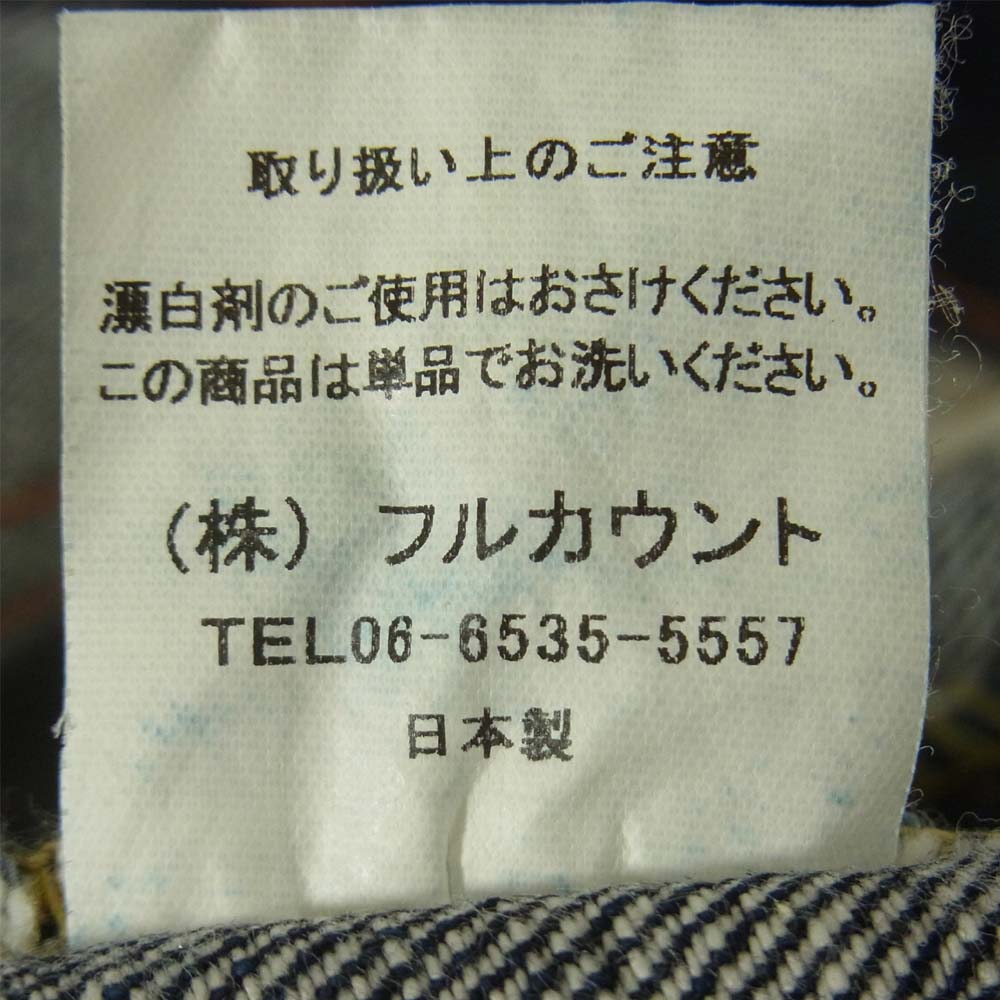 取り扱い上のご注意
漂白剤のご使用はおさけください。
この商品は単品でお洗いください。
(株) フルカウント
TEL06-6535-5557
日本製